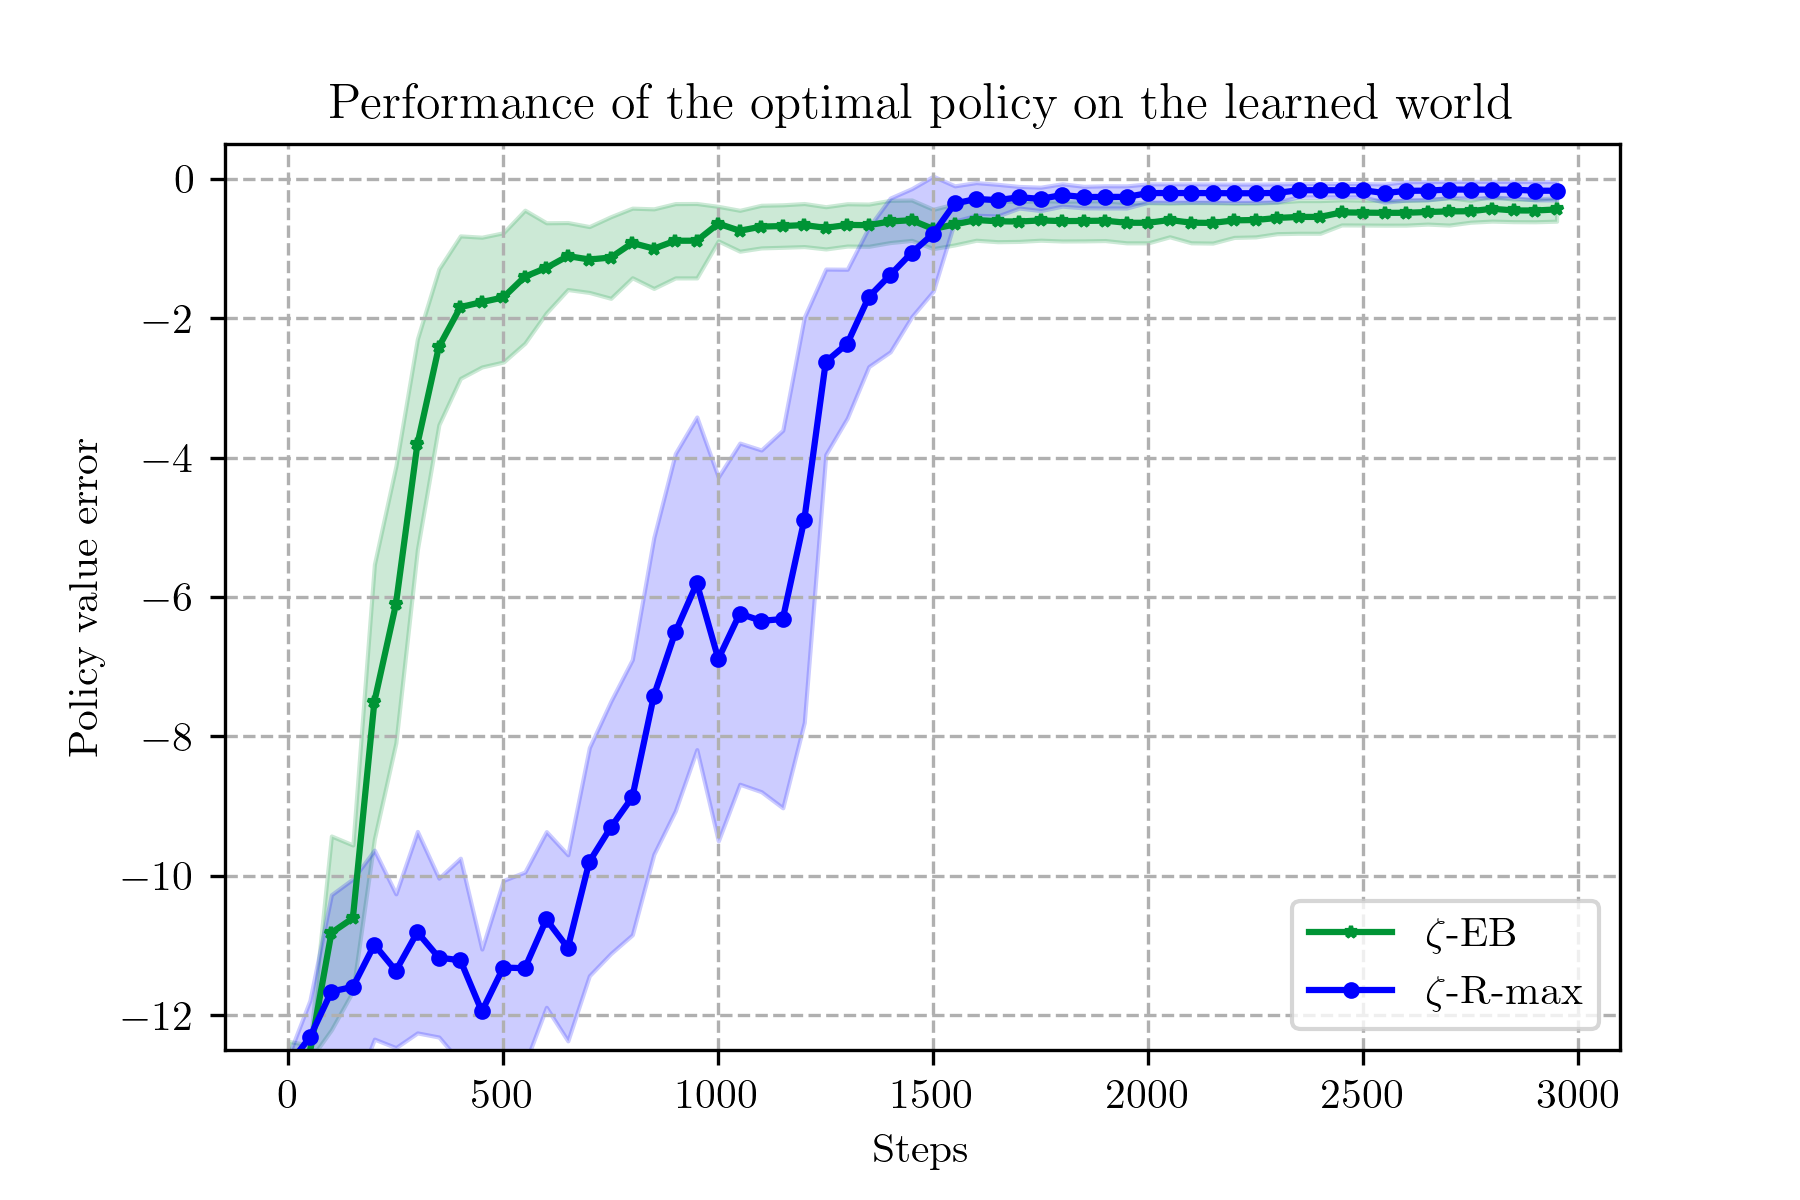 Performance of the optimal policy on the learned world
Policy value error
0
−2
−4
−6
−8
−10
−12
ζ-EB
ζ-R-max
0 500 1000 1500 2000 2500 3000
Steps